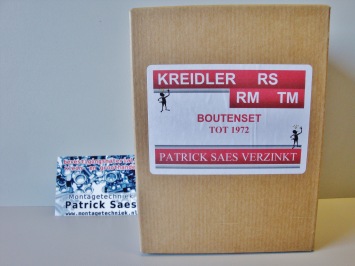 KREIDLER RS
RM TM
BOUTENSET
TOT 1972
PATRICK SAES VERZINKT
Montagetechniek
Patrick Saes
www.montagetechniek.nl